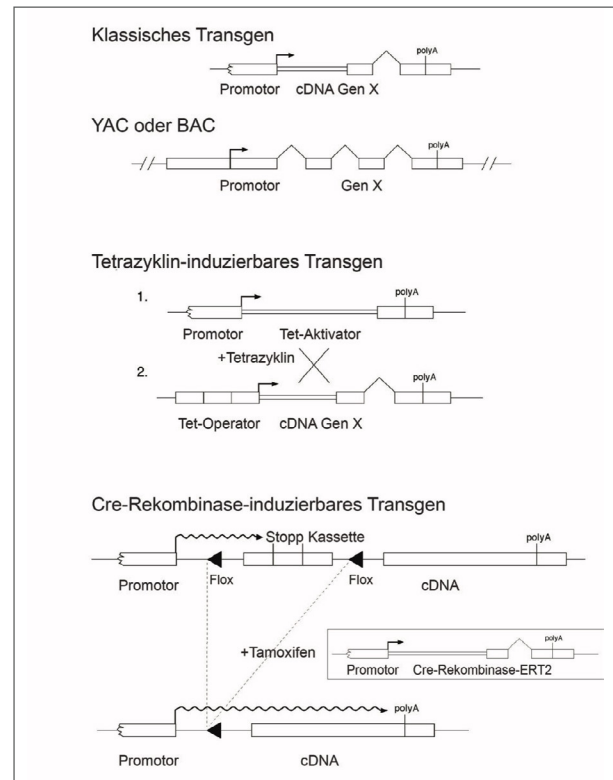 Klassisches Transgen
polyA
Promotor cDNA Gen X
YAC oder BAC
polyA
Promotor Gen X
Tetrazyklin-induzierbares Transgen
1.
polyA
Promotor Tet-Aktivator
+Tetrazyklin
2.
polyA
Tet-Operator cDNA Gen X
Cre-Rekombinase-induzierbares Transgen
Stopp Kassette
polyA
Promotor Flox Flox cDNA
+Tamoxifen
polyA
Promotor Cre-Rekombinase-ERT2
polyA
Promotor cDNA